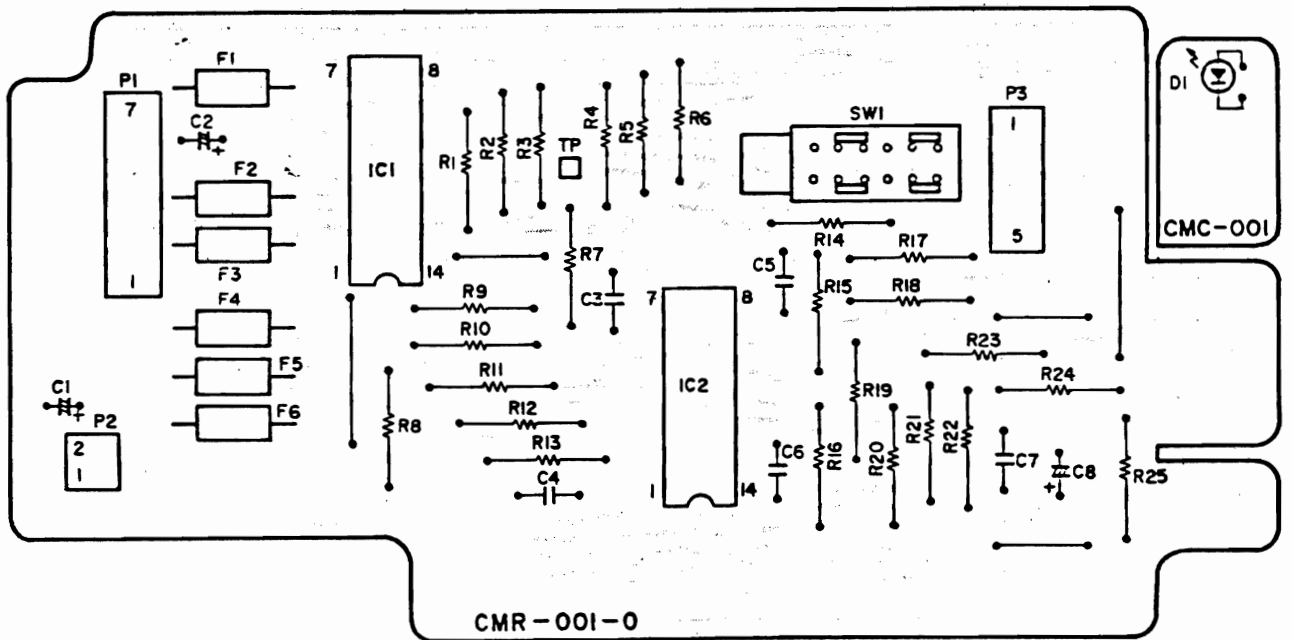 F1
P1
7
C2
F2
F3
1
F4
F5
F6
C1
P2
2
1
7
8
IC1
1
14
R1
R2
R3
TP
R4
R5
R6
R7
C3
R8
R9
R10
R11
R12
R13
C4
SW1
P3
1
5
D1
CMC-001
R14
R17
C5
R15
R18
7
8
IC2
1
14
R23
R24
R19
R21
R22
C6
R16
R20
C7
C8
R25
CMR-001-0